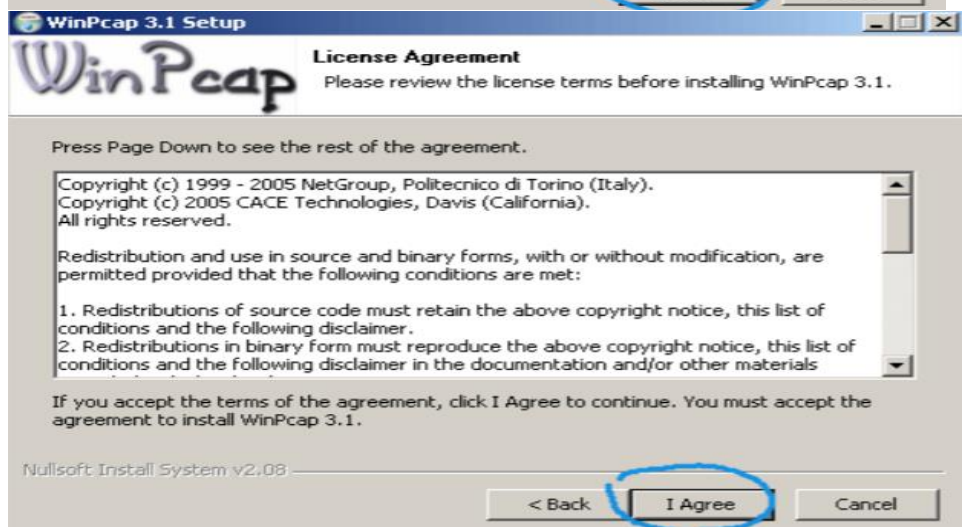 WinPcap 3.1 Setup
WinPcap
License Agreement
Please review the license terms before installing WinPcap 3.1.
Press Page Down to see the rest of the agreement.
Copyright (c) 1999 - 2005 NetGroup, Politecnico di Torino (Italy).
Copyright (c) 2005 CACE Technologies, Davis (California).
All rights reserved.
Redistribution and use in source and binary forms, with or without modification, are
permitted provided that the following conditions are met:
1. Redistributions of source code must retain the above copyright notice, this list of
conditions and the following disclaimer.
2. Redistributions in binary form must reproduce the above copyright notice, this list of
conditions and the following disclaimer in the documentation and/or other materials
If you accept the terms of the agreement, click I Agree to continue. You must accept the
agreement to install WinPcap 3.1.
Nullsoft Install System v2.08
< Back I Agree Cancel